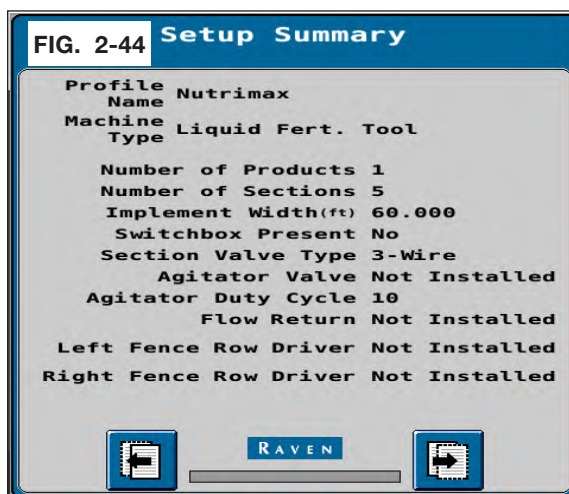 FIG. 2-44 Setup Summary
Profile Name Nutrimax
Machine Type Liquid Fert. Tool
Number of Products 1
Number of Sections 5
Implement Width(ft) 60.000
Switchbox Present No
Section Valve Type 3-Wire
Agitator Valve Not Installed
Agitator Duty Cycle 10
Flow Return Not Installed
Left Fence Row Driver Not Installed
Right Fence Row Driver Not Installed
RAVEN